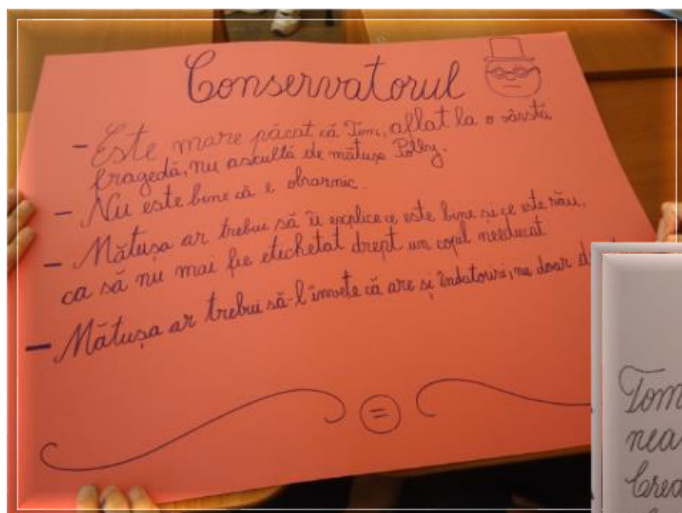 Conservatorul
- Este mare păcat că Tom, aflat la o vârstă
fragedă, nu ascultă de mătușa Polly.
- Nu este bine că e obraznic.
- Mătușa ar trebui să îi explice ce este bine și ce este rău,
ca să nu mai fie etichetat drept un copil needucat
- Mătușa ar trebui să-l învețe că are și îndatoriri, nu doar
=
Tom